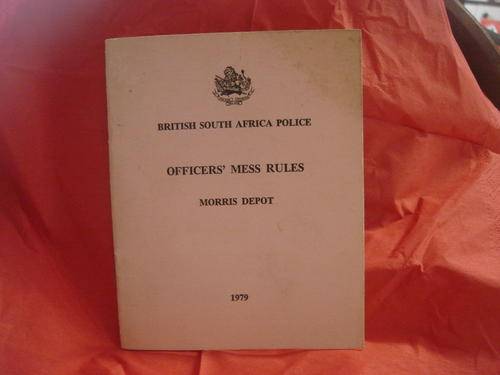 BRITISH SOUTH AFRICA POLICE
OFFICERS' MESS RULES
MORRIS DEPOT
1979